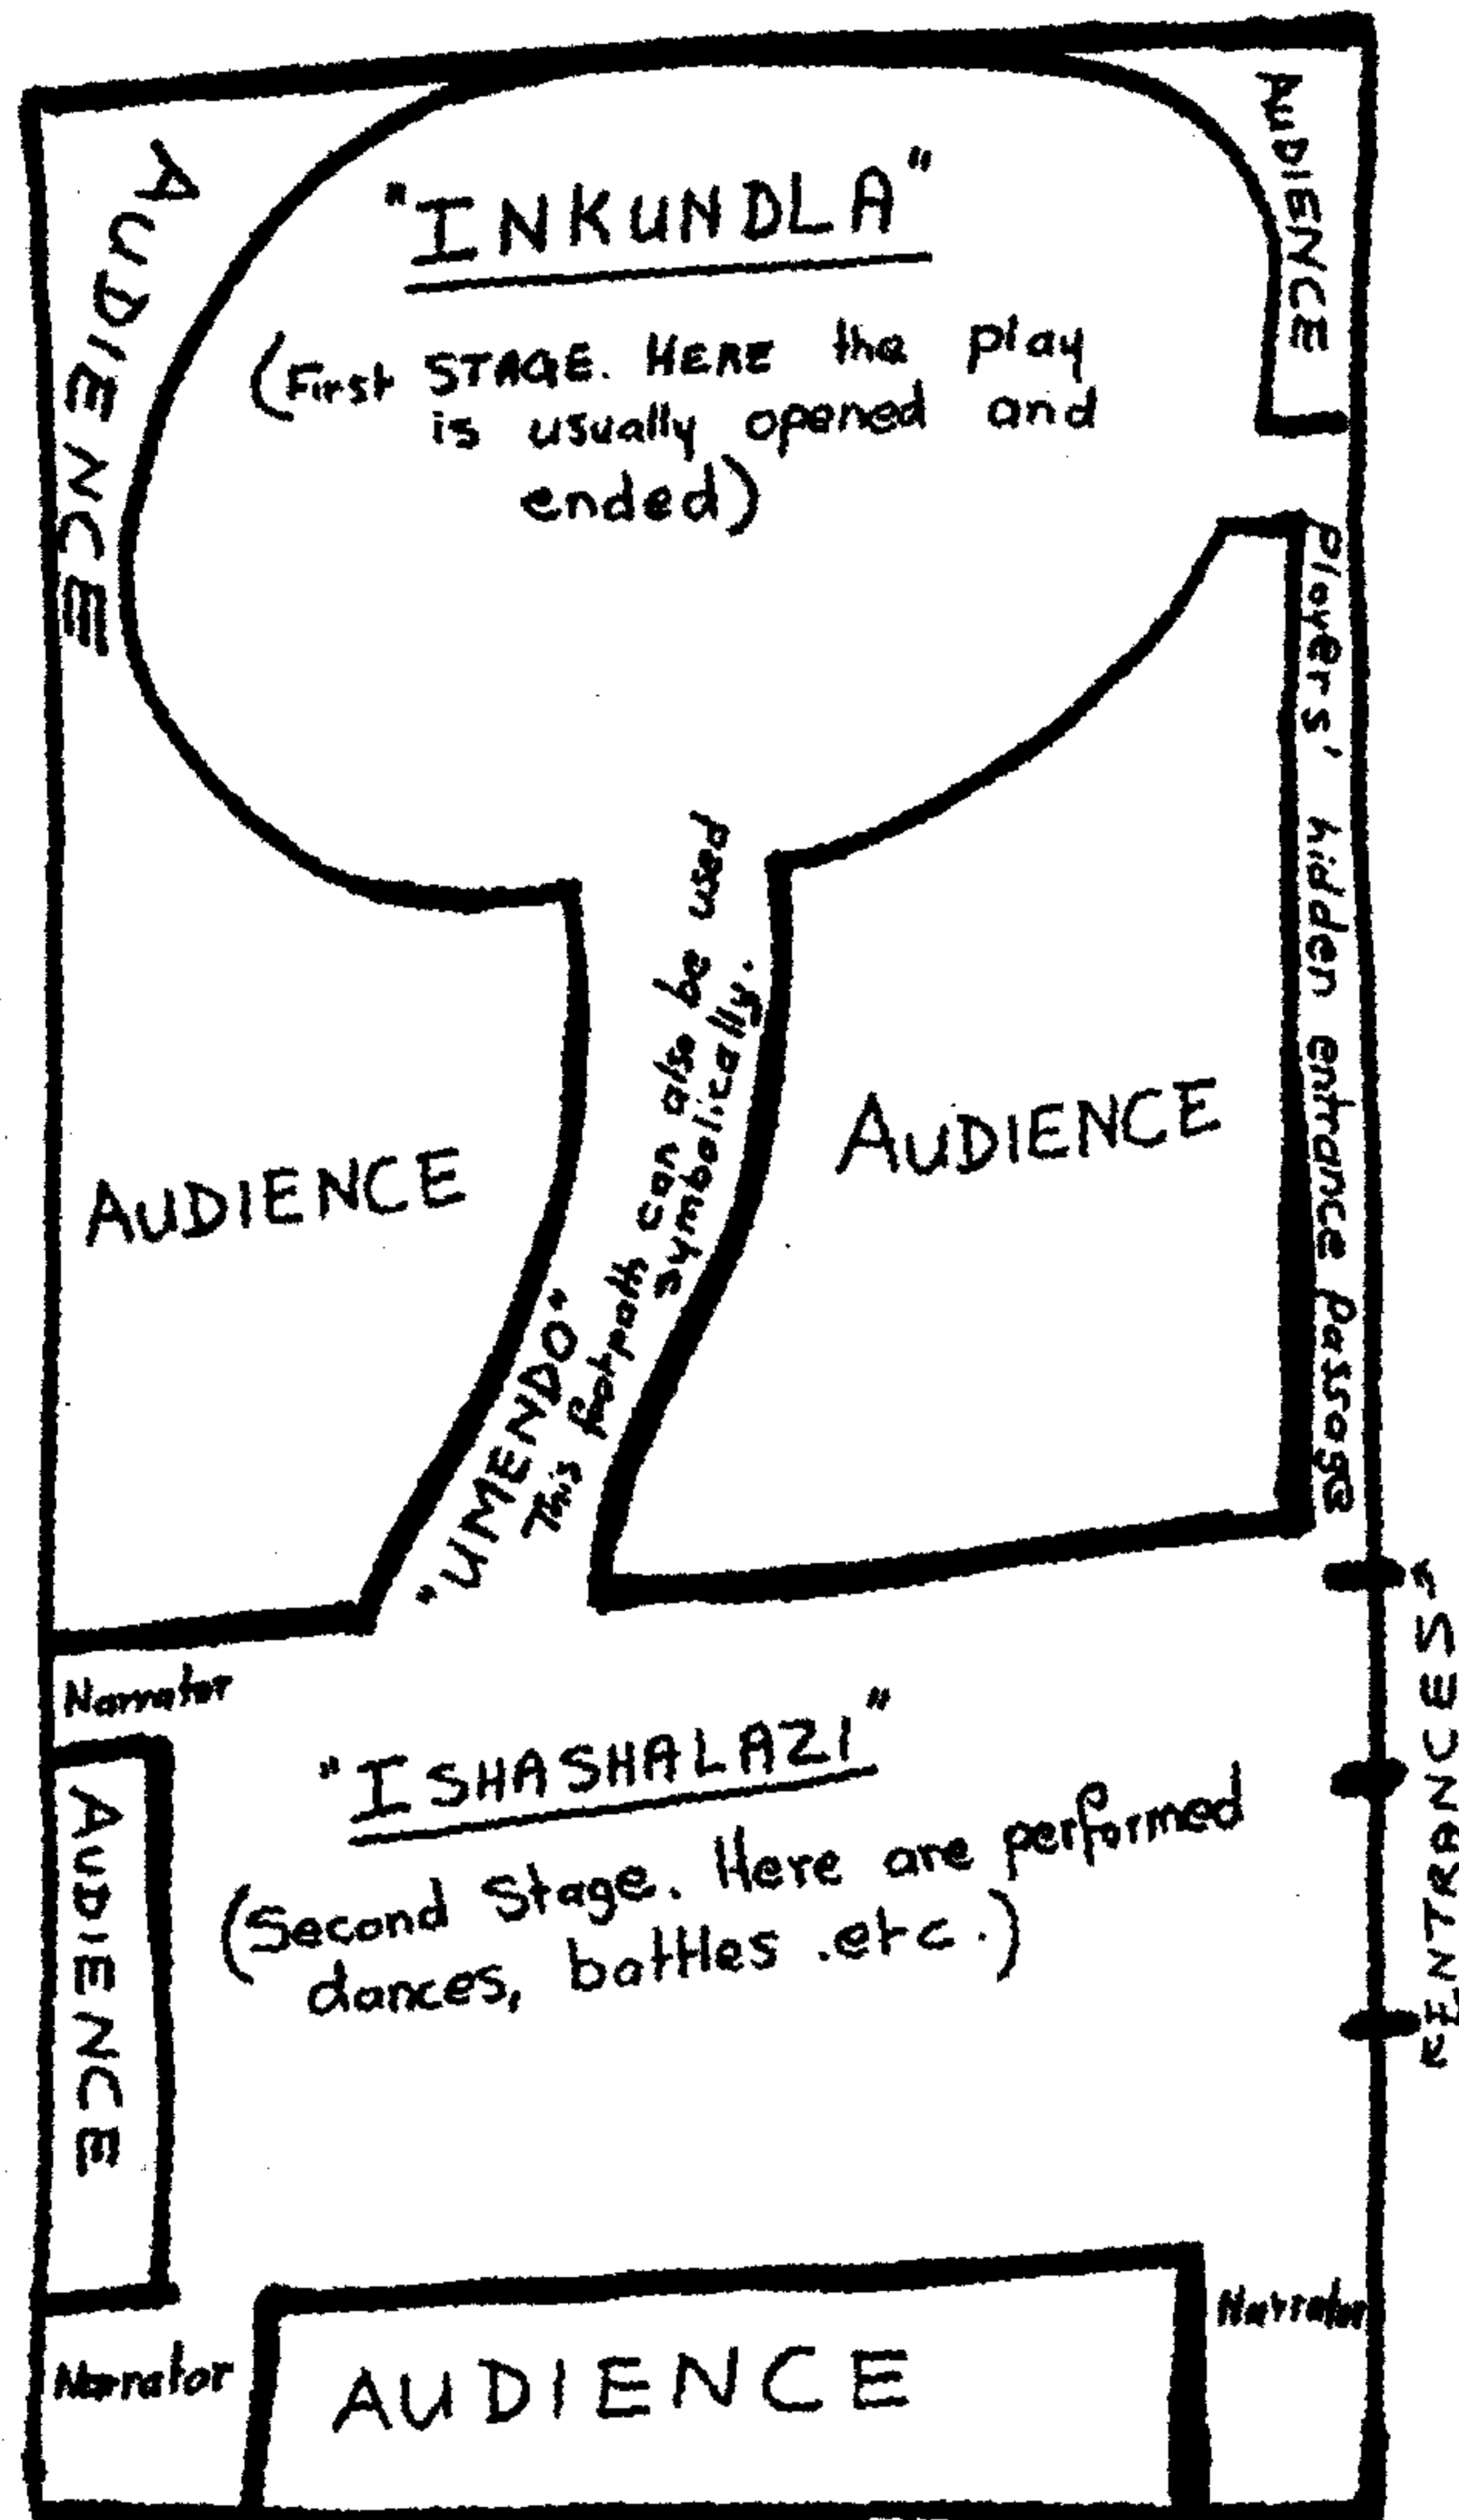 AUDIENCE
AUDIENCE
"INKUNDLA"
(First STAGE. HERE the play
is usually opened and
ended)
Players' hidden entrance passage
AUDIENCE
AUDIENCE
"UMENDO"
This footpath can also be used
symbolically.
Narrator
"ENTRANCES"
"ISHASHALAZI"
(Second Stage. Here are performed
dances, battles .etc.)
AUDIENCE
Narrator
Narrator
AUDIENCE